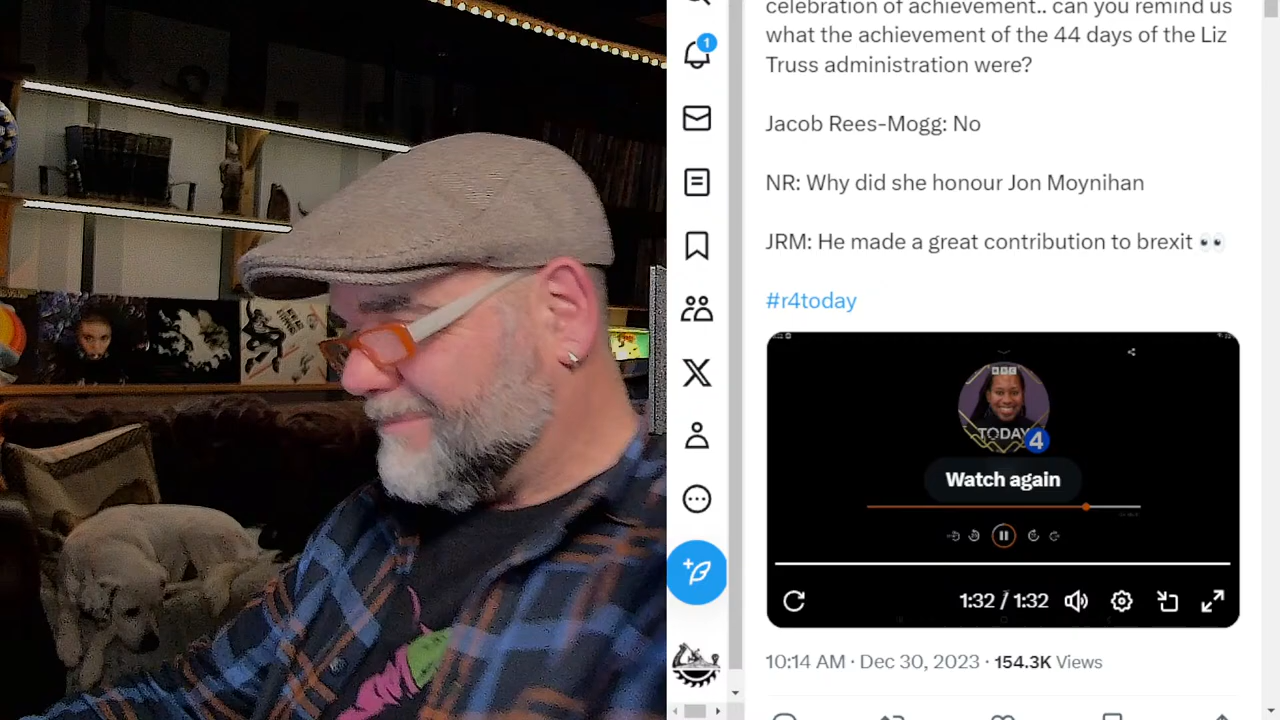 celebration of achievement.. can you remind us
what the achievement of the 44 days of the Liz
Truss administration were?
Jacob Rees-Mogg: No
NR: Why did she honour Jon Moynihan
JRM: He made a great contribution to brexit 👀
#r4today
1
BBC
TODAY
4
Watch again
1:32 / 1:32
10:14 AM · Dec 30, 2023 · 154.3K Views